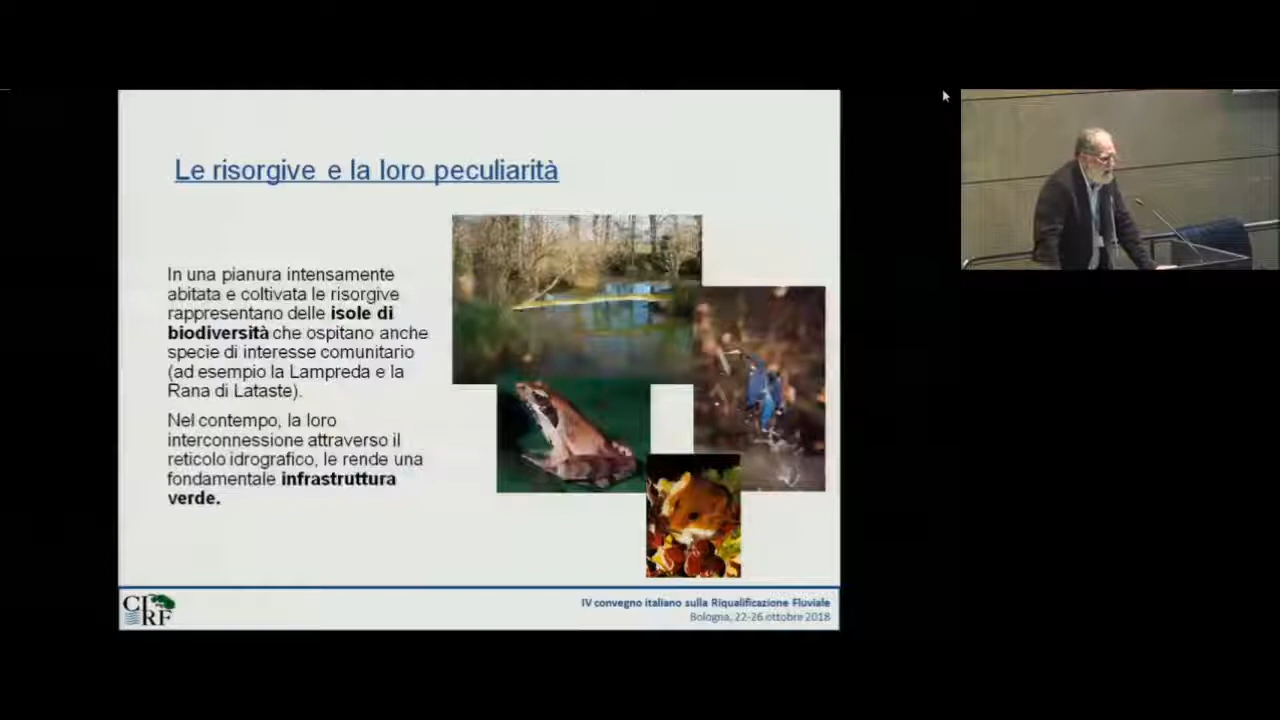 Le risorgive e la loro peculiarità
In una pianura intensamente
abitata e coltivata le risorgive
rappresentano delle isole di
biodiversità che ospitano anche
specie di interesse comunitario
(ad esempio la Lampreda e la
Rana di Lataste).
Nel contempo, la loro
interconnessione attraverso il
reticolo idrografico, le rende una
fondamentale infrastruttura
verde.
CIRF
IV convegno italiano sulla Riqualificazione Fluviale
Bologna, 22-26 ottobre 2018